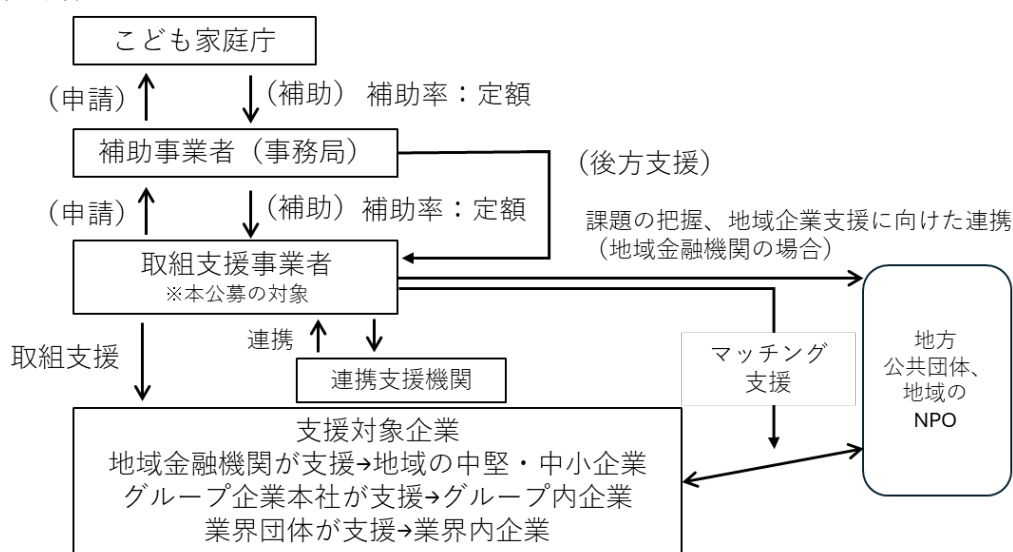 こども家庭庁
（申請）
（補助） 補助率：定額
補助事業者（事務局）
（後方支援）
（申請）
（補助） 補助率：定額
課題の把握、地域企業支援に向けた連携
（地域金融機関の場合）
取組支援事業者
※本公募の対象
取組支援
連携
連携支援機関
マッチング
支援
地方
公共団体、
地域の
NPO
支援対象企業
地域金融機関が支援→地域の中堅・中小企業
グループ企業本社が支援→グループ内企業
業界団体が支援→業界内企業